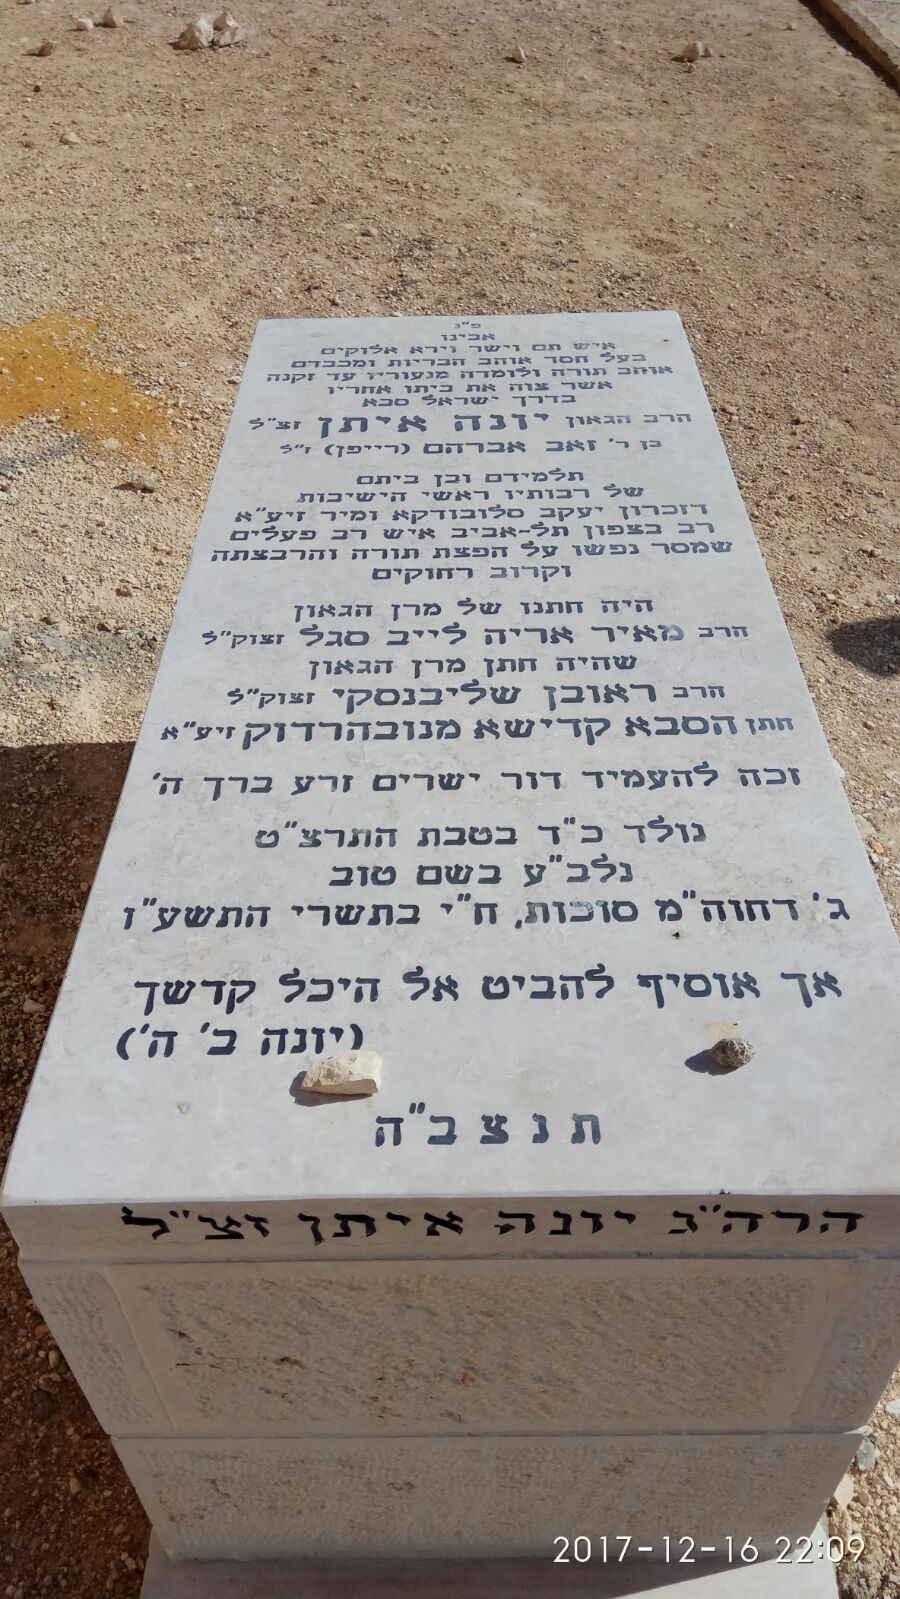 פ"נ
אבינו
איש תם וישר וירא אלוקים
בעל חסד אוהב הבריות ומכבדם
אוהב תורה ולומדה מנעוריו עד זקנה
אשר צוה את ביתו אחריו
בדרך ישראל סבא
הרב הגאון יונה איתן זצ"ל
בן ר' זאב אברהם (רייפן) ז"ל
תלמידם ובן ביתם
של רבותיו ראשי הישיבות
דזכרון יעקב סלובודקא ומיר זיע"א
רב בצפון תל-אביב איש רב פעלים
שמסר נפשו על הפצת תורה והרבצתה
וקרוב רחוקים
היה חתנו של מרן הגאון
הרב מאיר אריה לייב סגל זצוק"ל
שהיה חתן מרן הגאון
הרב ראובן שליבנסקי זצוק"ל
חתן הסבא קדישא מנובהרדוק זיע"א
זכה להעמיד דור ישרים זרע ברך ה'
נולד כ"ד בטבת התרצ"ט
נלב"ע בשם טוב
ג' דחוה"מ סוכות, ח"י בתשרי התשע"ז
אך אוסיף להביט אל היכל קדשך
(יונה ב' ה')
ת נ צ ב"ה
הרה"ג יונה איתן זצ"ל
2017-12-16 22:09